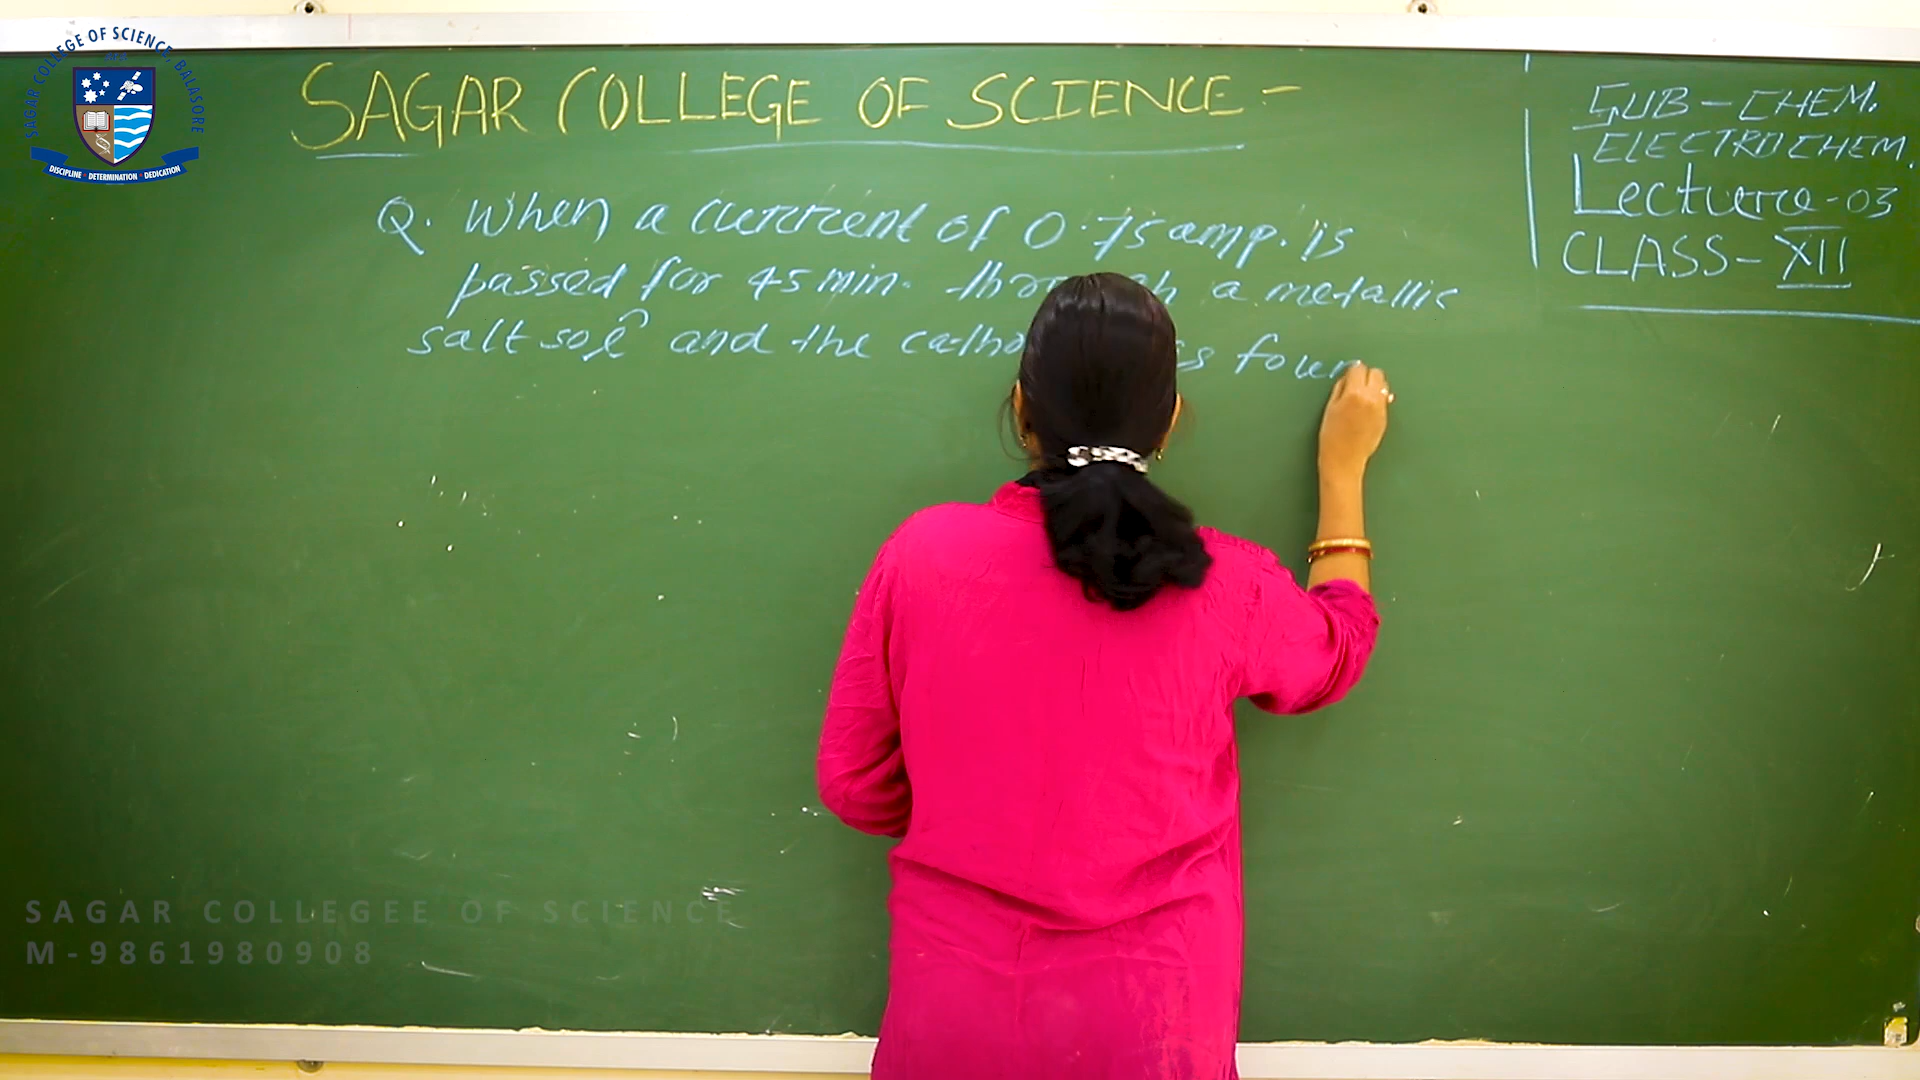 SAGAR COLLEGE OF SCIENCE, BALASORE
DISCIPLINE DETERMINATION DEDICATION
SAGAR COLLEGE OF SCIENCE -
SUB - CHEM.
ELECTROCHEM.
Lecture - 03
CLASS - XII
Q. When a current of 0.75 amp. is
passed for 45 min. a metallic
salt sol̂ and the is
SAGAR COLLEGEE OF SCIENCE
M-9861980908